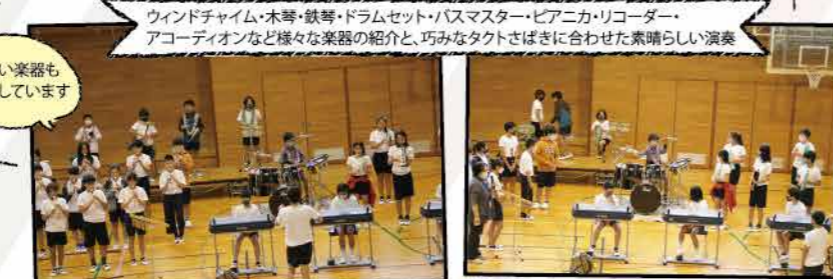 ウィンドチャイム・木琴・鉄琴・ドラムセット・バスマスター・ピアニカ・リコーダー・
アコーディオンなど様々な楽器の紹介と、巧みなタクトさばきに合わせた素晴らしい演奏
い楽器も
しています